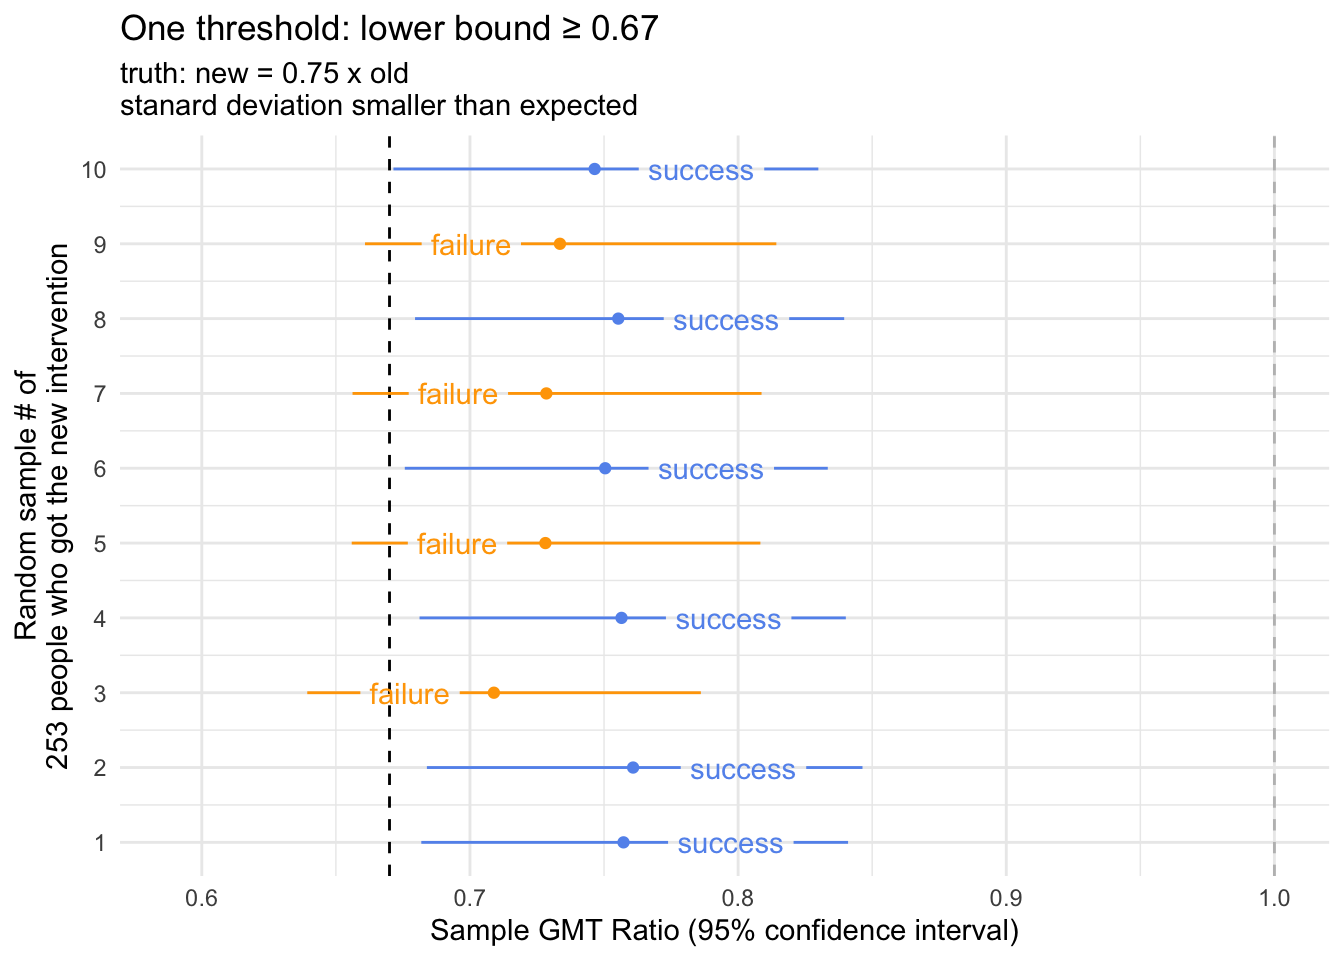 One threshold: lower bound ≥ 0.67
truth: new = 0.75 x old
stanard deviation smaller than expected
Random sample # of
253 people who got the new intervention
10
success
9
failure
8
success
7
failure
6
success
5
failure
4
success
3
failure
2
success
1
success
0.6
0.7
0.8
0.9
1.0
Sample GMT Ratio (95% confidence interval)